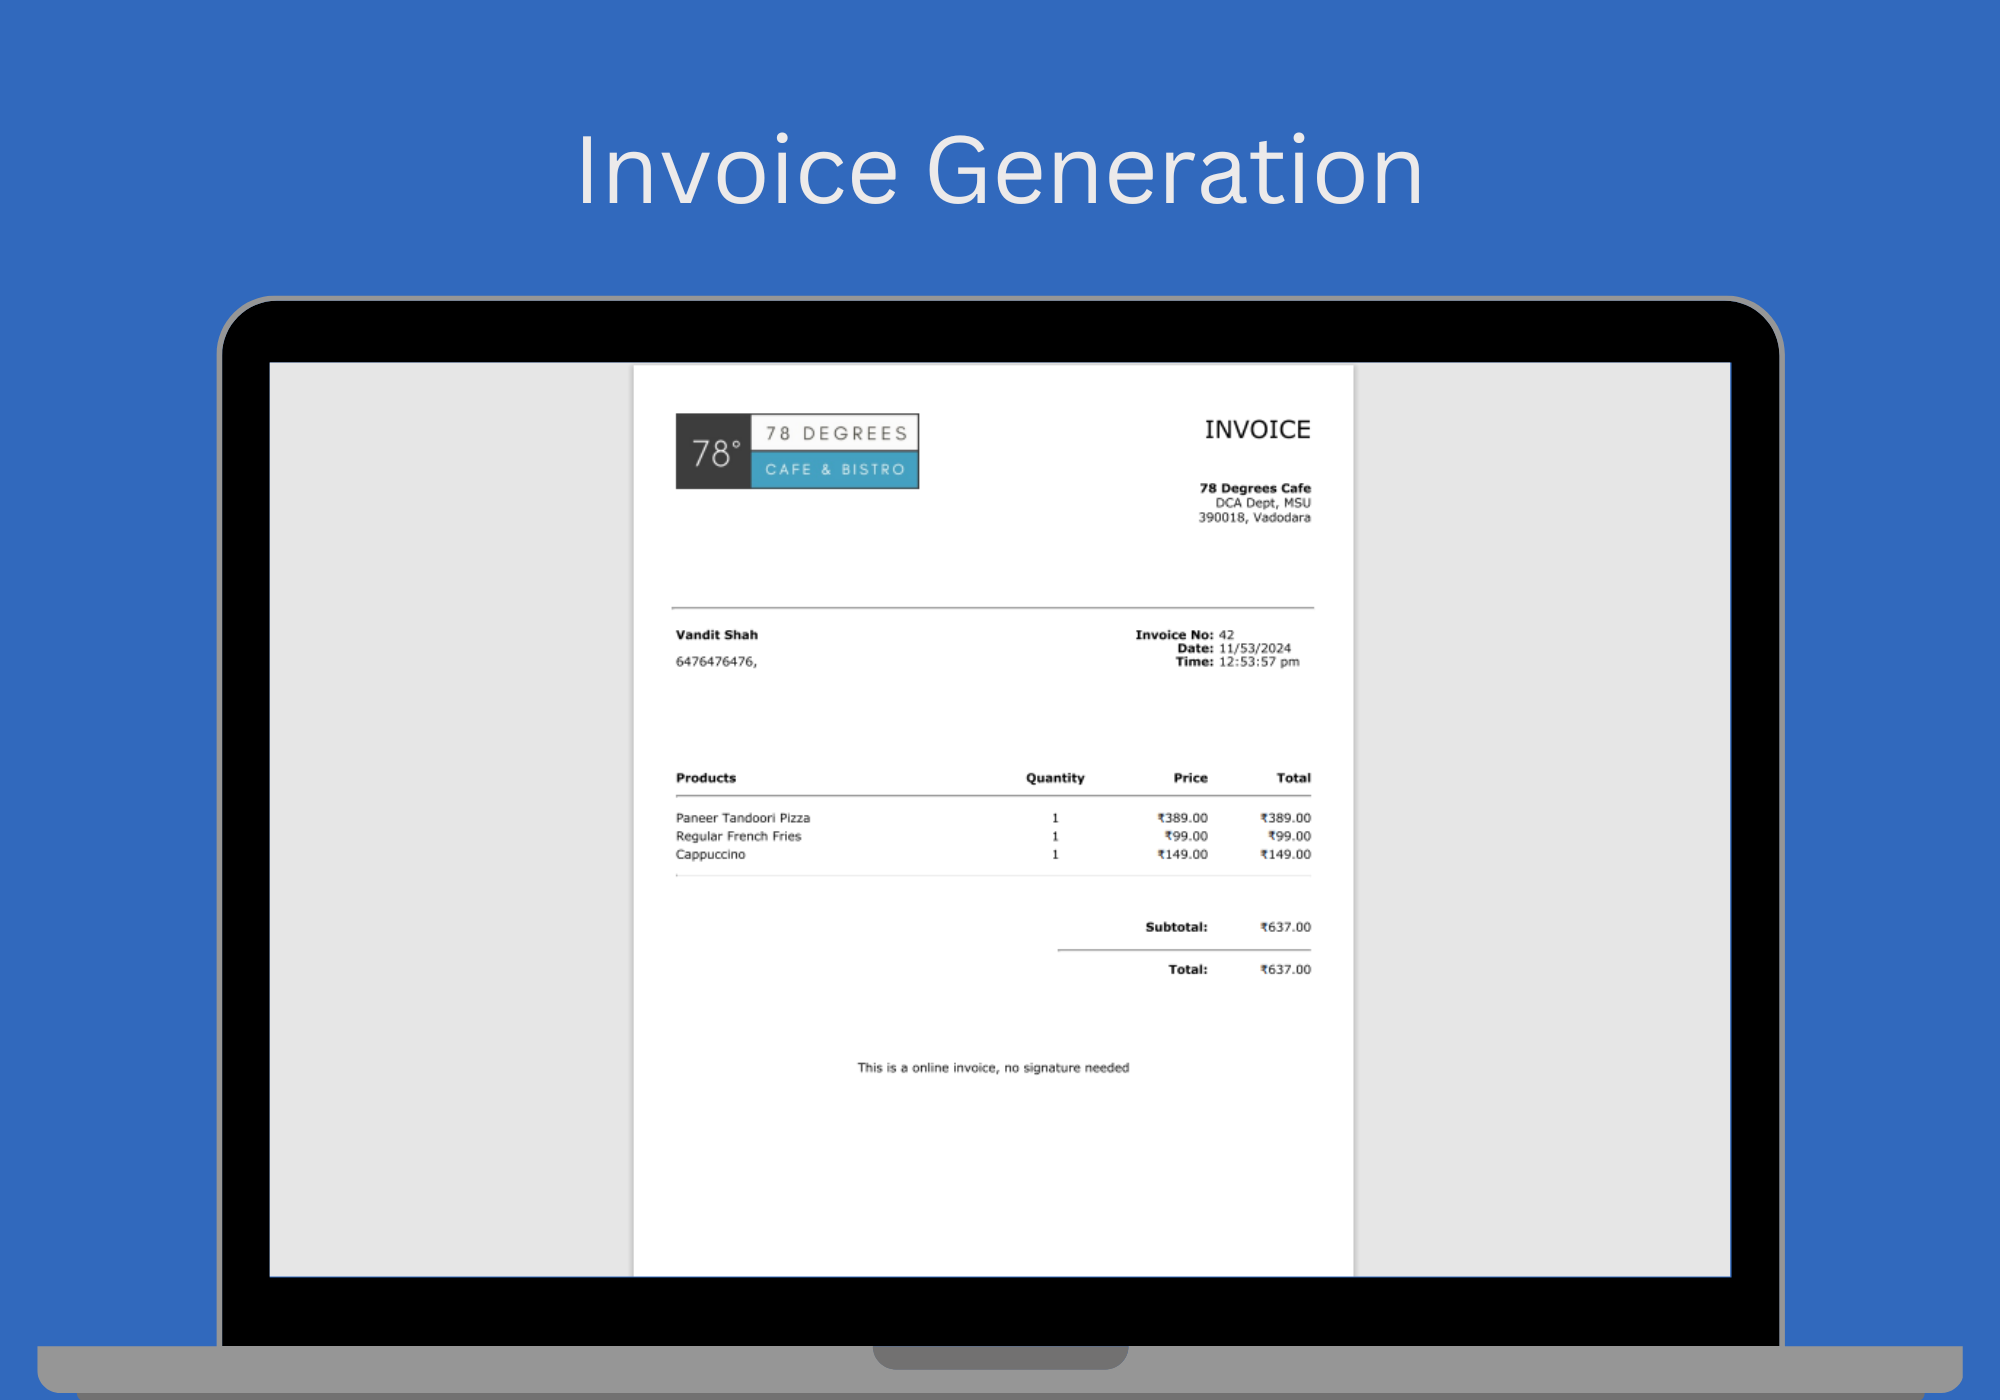 Invoice Generation
78°
78 DEGREES
CAFE & BISTRO
INVOICE
78 Degrees Cafe
DCA Dept, MSU
390018, Vadodara
Vandit Shah
6476476476,
Invoice No: 42
Date: 11/53/2024
Time: 12:53:57 pm
Products Quantity Price Total
Paneer Tandoori Pizza 1 ₹389.00 ₹389.00
Regular French Fries 1 ₹99.00 ₹99.00
Cappuccino 1 ₹149.00 ₹149.00
Subtotal: ₹637.00
Total: ₹637.00
This is a online invoice, no signature needed